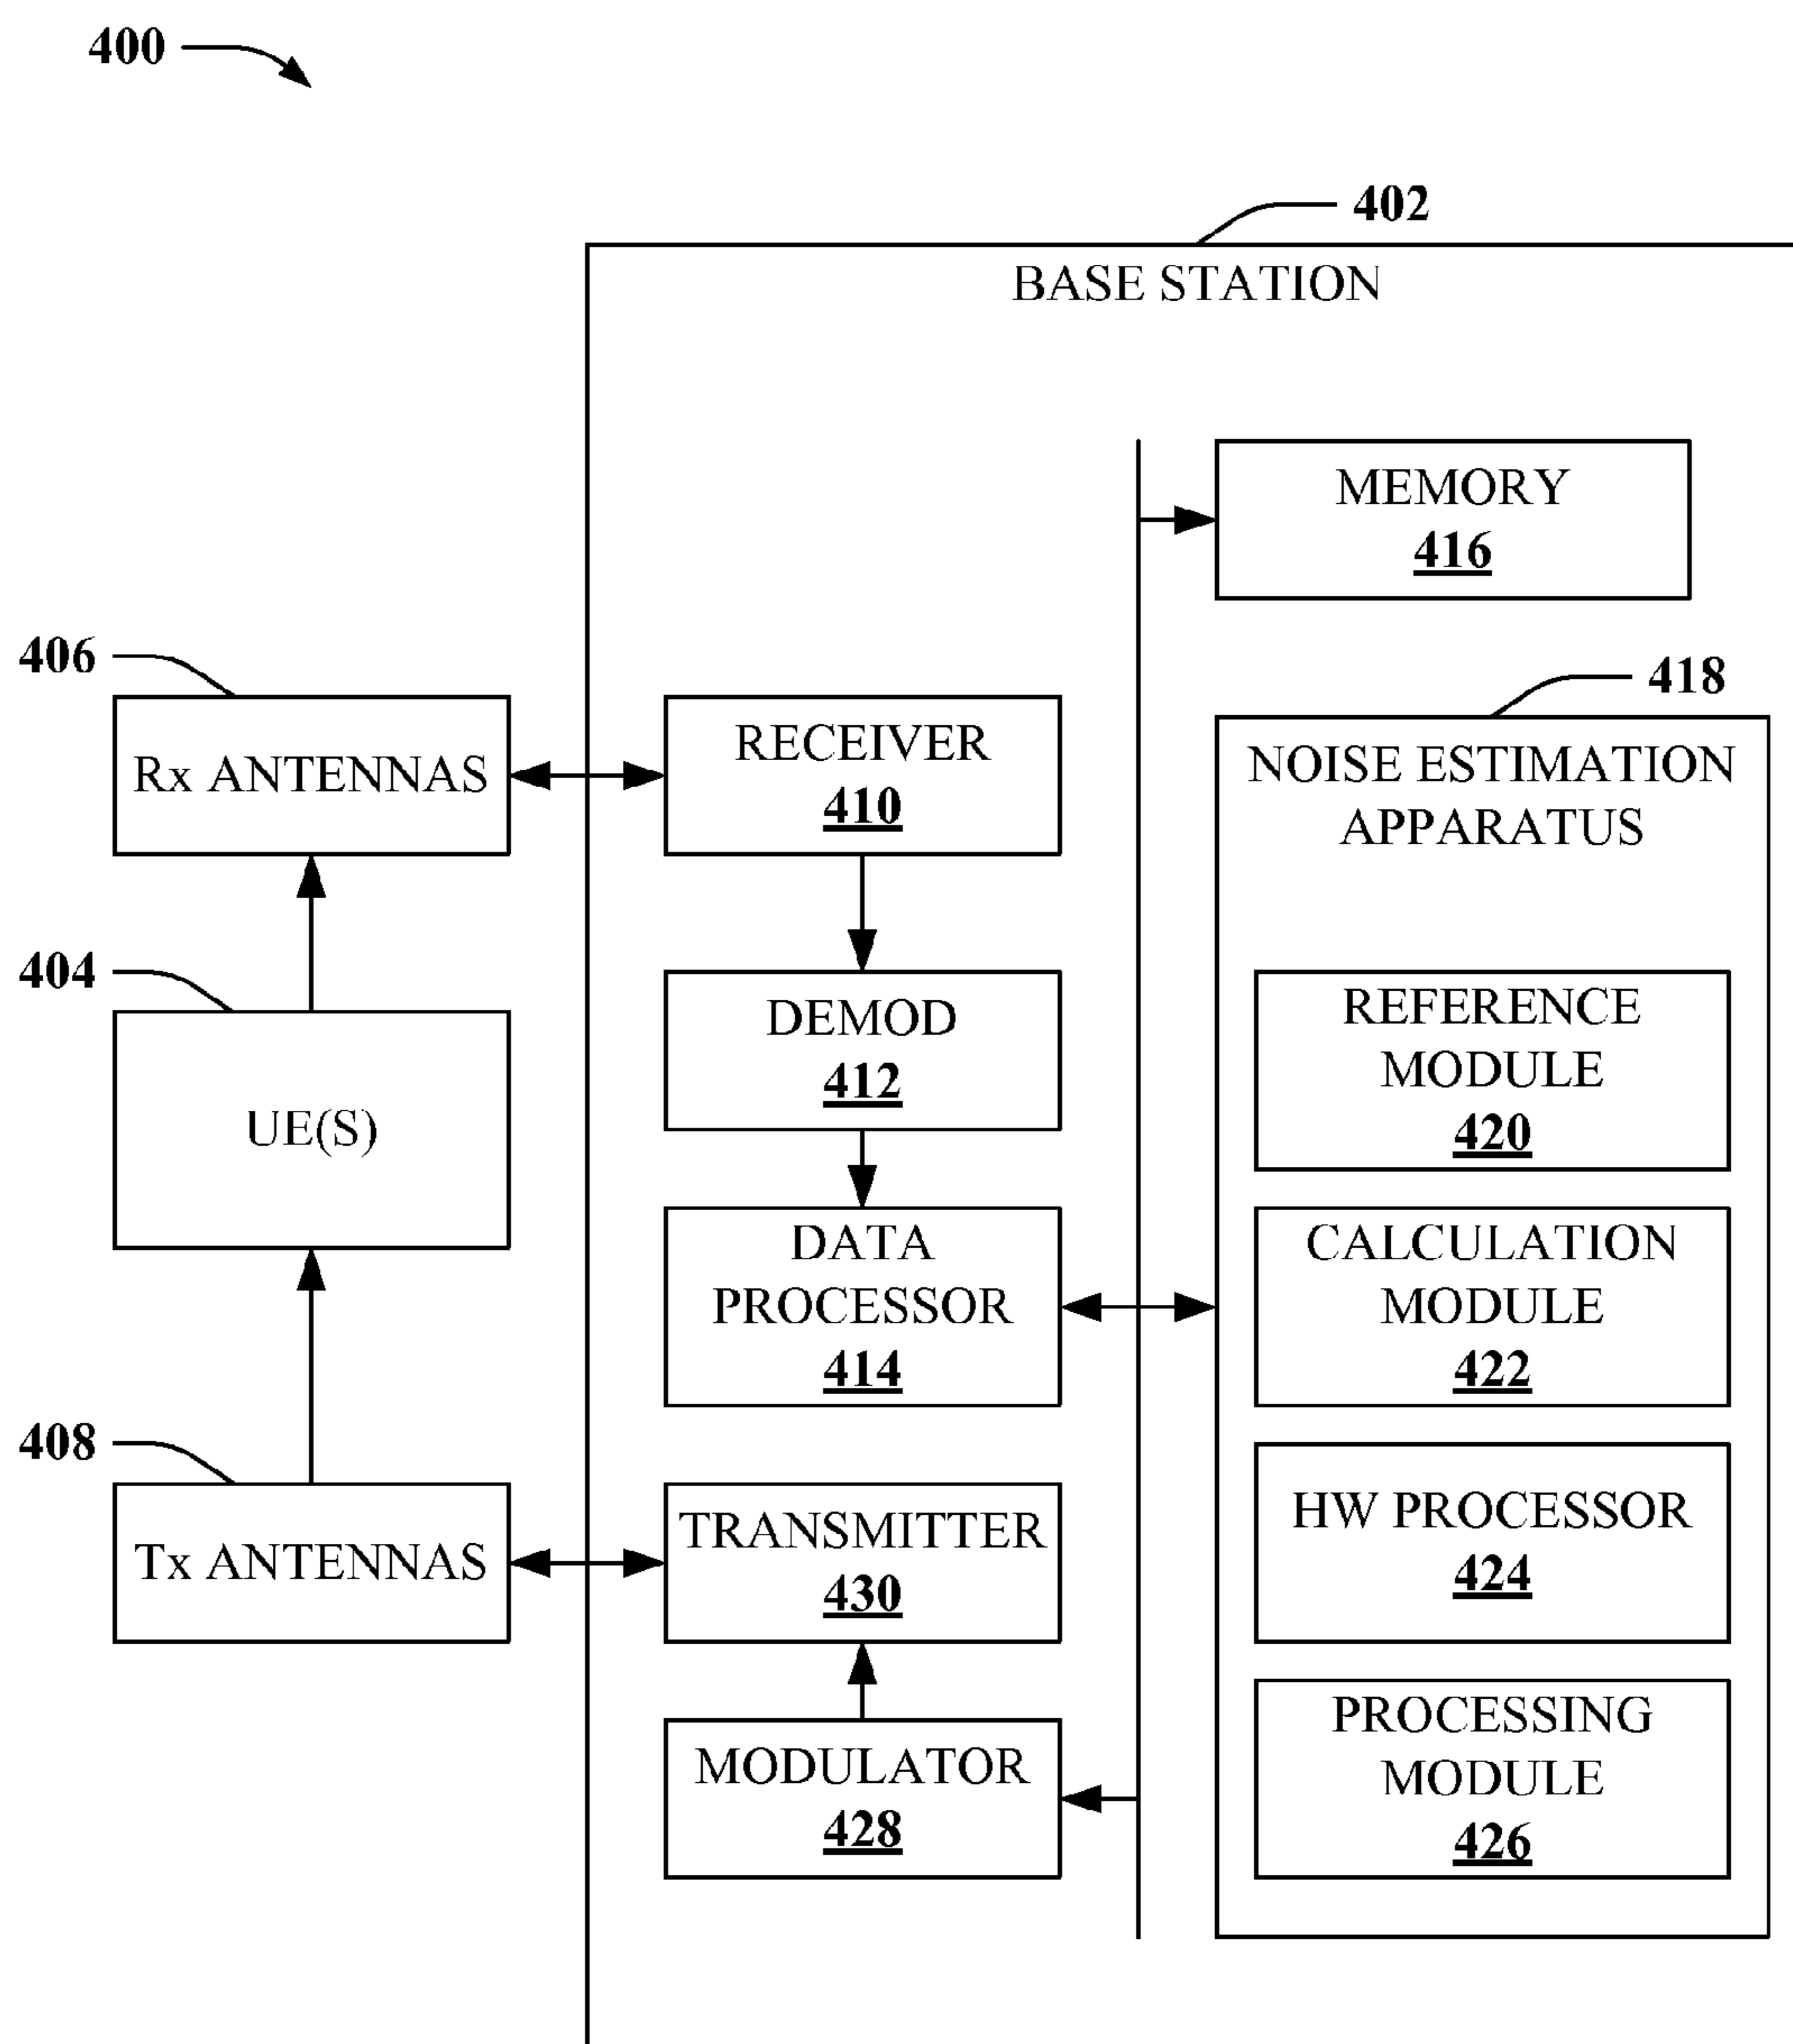 400
402
BASE STATION
MEMORY
416
406
Rx ANTENNAS
RECEIVER
410
418
NOISE ESTIMATION
APPARATUS
404
UE(S)
DEMOD
412
REFERENCE
MODULE
420
DATA
PROCESSOR
414
CALCULATION
MODULE
422
408
Tx ANTENNAS
TRANSMITTER
430
HW PROCESSOR
424
MODULATOR
428
PROCESSING
MODULE
426